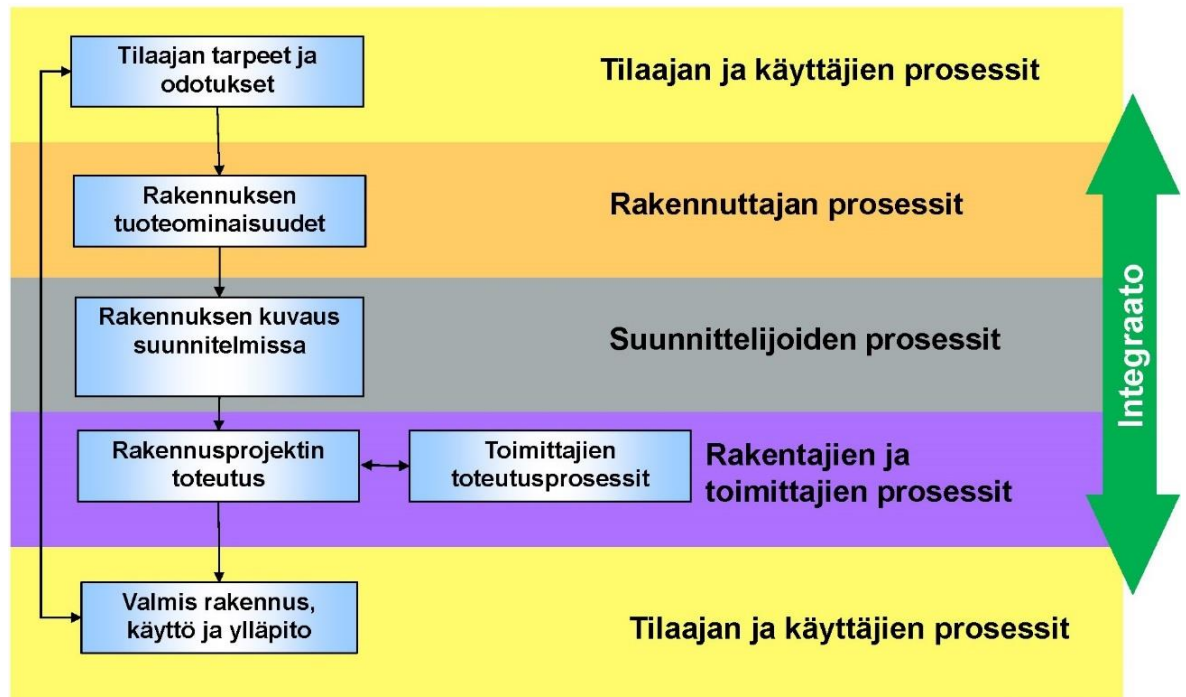 Tilaajan tarpeet ja
odotukset
Tilaajan ja käyttäjien prosessit
Rakennuksen
tuoteominaisuudet
Rakennuttajan prosessit
Rakennuksen kuvaus
suunnitelmissa
Suunnittelijoiden prosessit
Rakennusprojektin
toteutus
Toimittajien
toteutusprosessit
Rakentajien ja
toimittajien prosessit
Valmis rakennus,
käyttö ja ylläpito
Tilaajan ja käyttäjien prosessit
Integraato